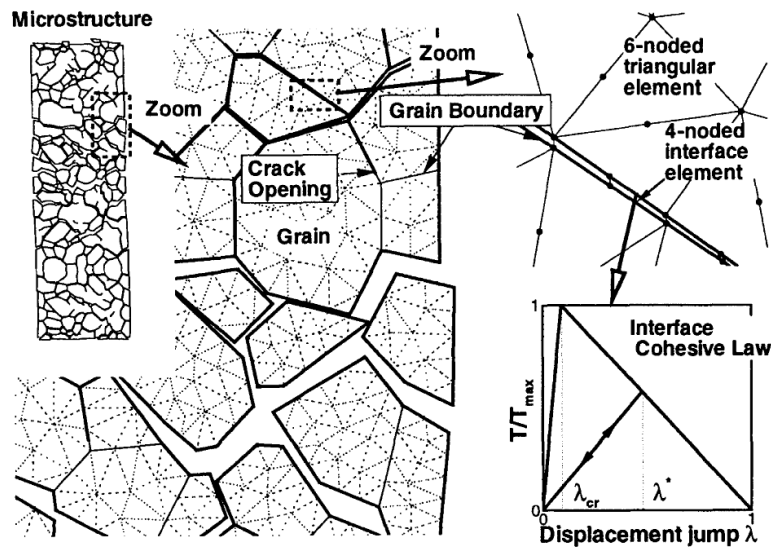 Microstructure
Zoom
Zoom
Grain Boundary
Crack
Opening
Grain
6-noded
triangular
element
4-noded
interface
element
1
Interface
Cohesive Law
T/T_max
λ_cr
λ*
0
0
1
Displacement jump λ